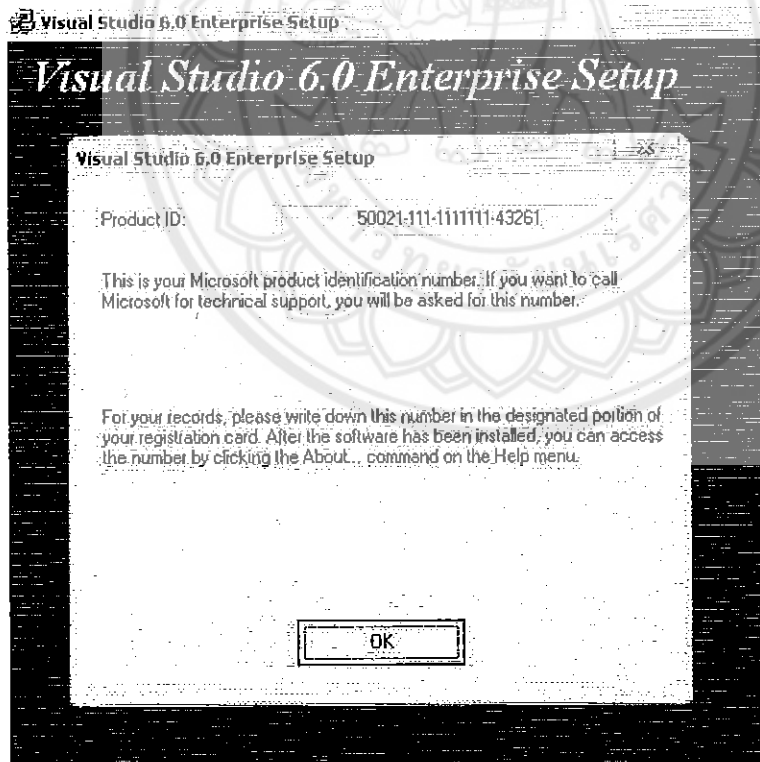 Visual Studio 6.0 Enterprise Setup
Visual Studio 6.0 Enterprise Setup
Visual Studio 6.0 Enterprise Setup
Product ID: 50021-111-1111111-43261
This is your Microsoft product identification number. If you want to call
Microsoft for technical support, you will be asked for this number.
For your records, please write down this number in the designated portion of
your registration card. After the software has been installed, you can access
the number by clicking the About... command on the Help menu.
OK